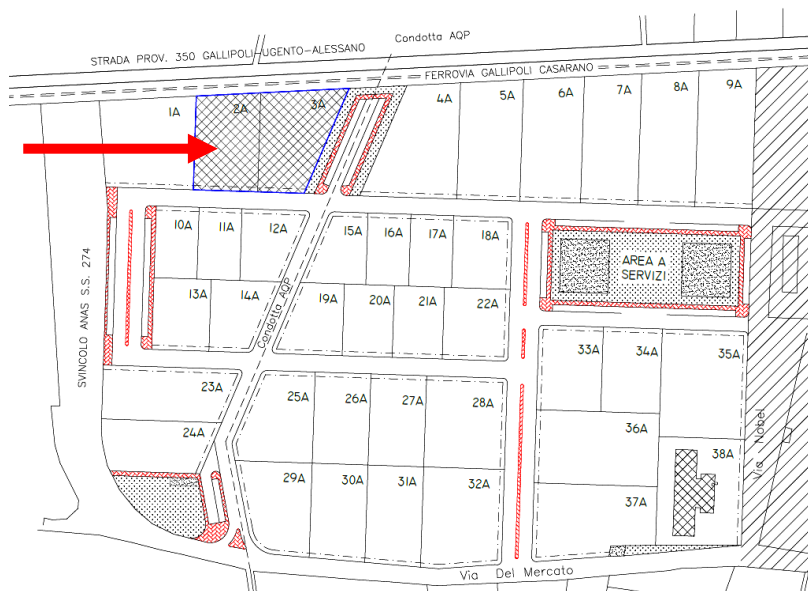 Condotta AQP
STRADA PROV. 350 GALLIPOLI-UGENTO-ALESSANO
FERROVIA GALLIPOLI CASARANO
1A
2A
3A
4A
5A
6A
7A
8A
9A
10A
11A
12A
15A
16A
17A
18A
AREA A
SERVIZI
13A
14A
19A
20A
21A
22A
Condotta AQP
SVINCOLO ANAS S.S. 274
33A
34A
35A
23A
24A
25A
26A
27A
28A
36A
38A
29A
30A
31A
32A
37A
Via Nobel
Via Del Mercato